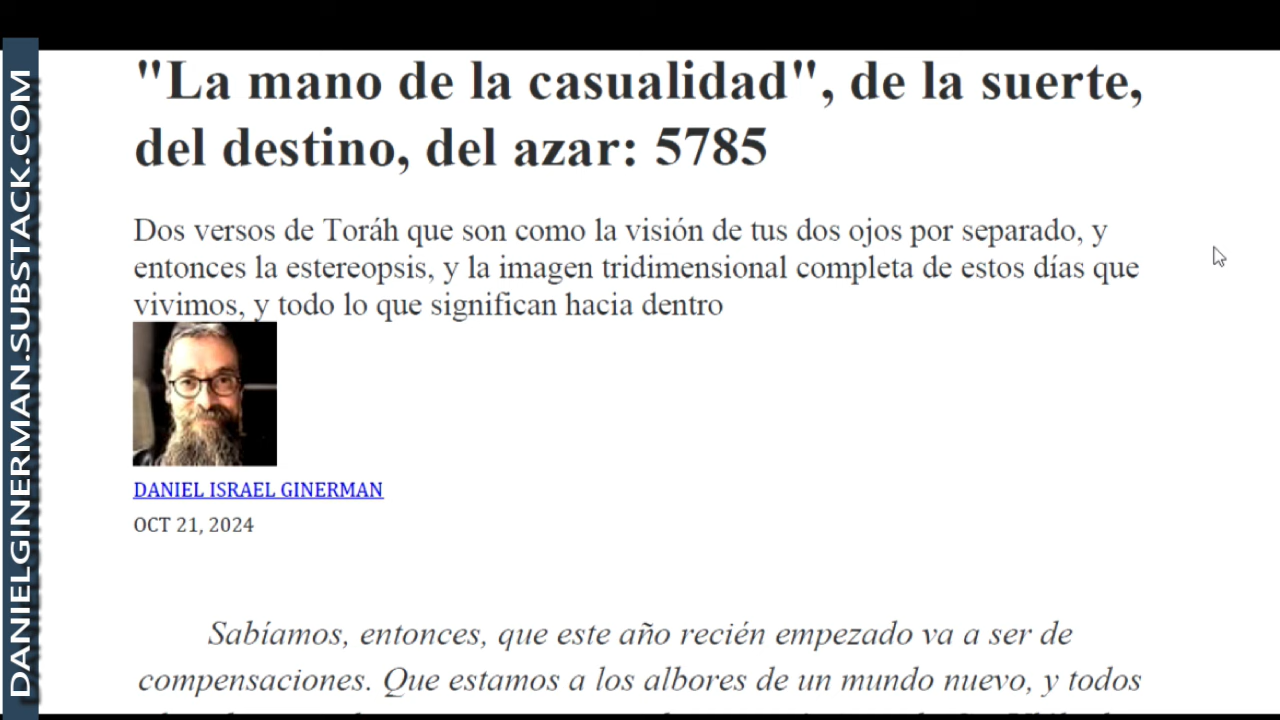 DANIELGINERMAN.SUBSTACK.COM
"La mano de la casualidad", de la suerte,
del destino, del azar: 5785
Dos versos de Toráh que son como la visión de tus dos ojos por separado, y
entonces la estereopsis, y la imagen tridimensional completa de estos días que
vivimos, y todo lo que significan hacia dentro
DANIEL ISRAEL GINERMAN
OCT 21, 2024
Sabíamos, entonces, que este año recién empezado va a ser de
compensaciones. Que estamos a los albores de un mundo nuevo, y todos